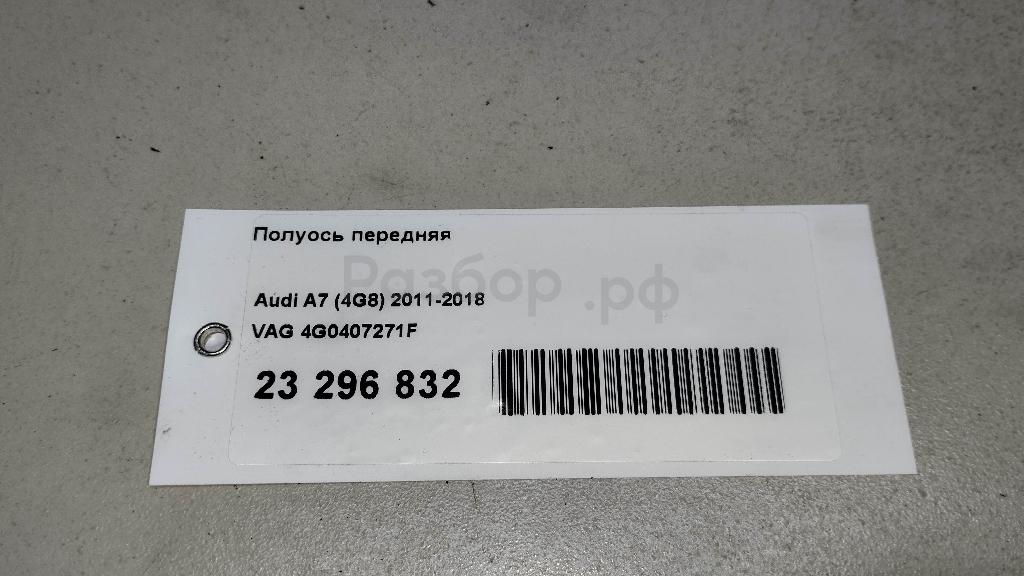 Полуось передняя
Разбор.рф
Audi A7 (4G8) 2011-2018
VAG 4G0407271F
23 296 832